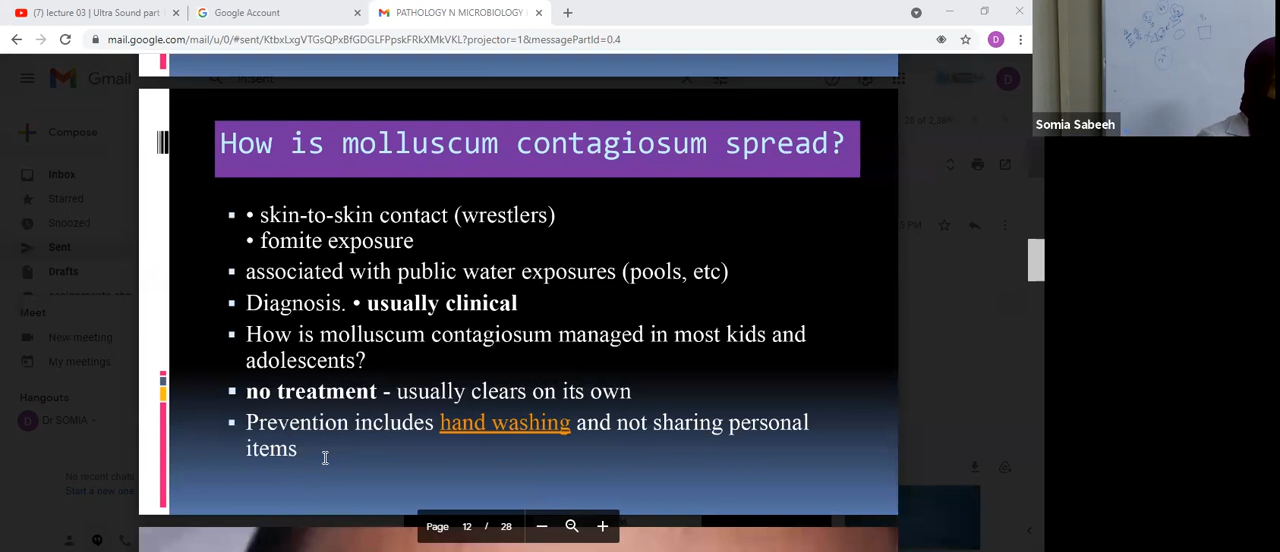 (7) lecture 03 | Ultra Sound part
Google Account
PATHOLOGY N MICROBIOLOGY
mail.google.com/mail/u/0/#sent/KtbxLxgVTGsQPxBfGDGLFPpskFRkXMkVKL?projector=1&messagePartId=0.4
D
Gmail
in:sent
D
Compose
Inbox
Starred
Snoozed
Sent
Drafts
Meet
New meeting
My meetings
Hangouts
Dr SOMIA
No recent chats
Start a new one
How is molluscum contagiosum spread?
• skin-to-skin contact (wrestlers)
• fomite exposure
associated with public water exposures (pools, etc)
Diagnosis. • usually clinical
How is molluscum contagiosum managed in most kids and
adolescents?
no treatment - usually clears on its own
Prevention includes hand washing and not sharing personal
items
Page 12 / 28
Somia Sabeeh